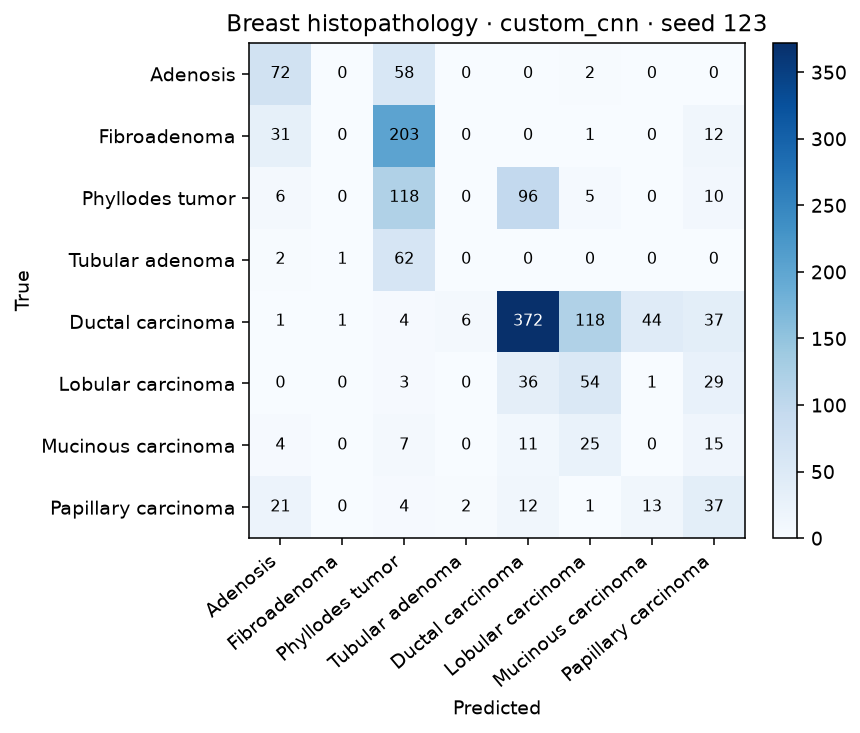 Breast histopathology · custom_cnn · seed 123
True
Adenosis 72 0 58 0 0 2 0 0
Fibroadenoma 31 0 203 0 0 1 0 12
Phyllodes tumor 6 0 118 0 96 5 0 10
Tubular adenoma 2 1 62 0 0 0 0 0
Ductal carcinoma 1 1 4 6 372 118 44 37
Lobular carcinoma 0 0 3 0 36 54 1 29
Mucinous carcinoma 4 0 7 0 11 25 0 15
Papillary carcinoma 21 0 4 2 12 1 13 37
Adenosis
Fibroadenoma
Phyllodes tumor
Tubular adenoma
Ductal carcinoma
Lobular carcinoma
Mucinous carcinoma
Papillary carcinoma
Predicted
350
300
250
200
150
100
50
0